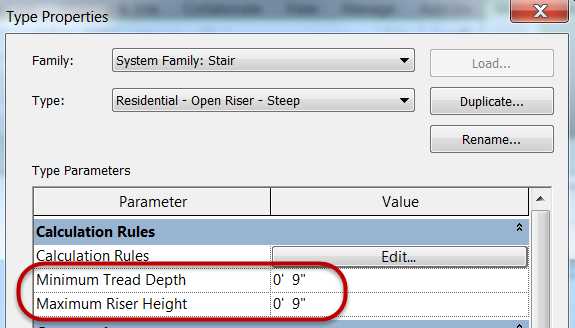 Type Properties
Family:
System Family: Stair
Load...
Type:
Residential - Open Riser - Steep
Duplicate...
Rename...
Type Parameters
Parameter Value
Calculation Rules
Calculation Rules Edit...
Minimum Tread Depth 0' 9"
Maximum Riser Height 0' 9"